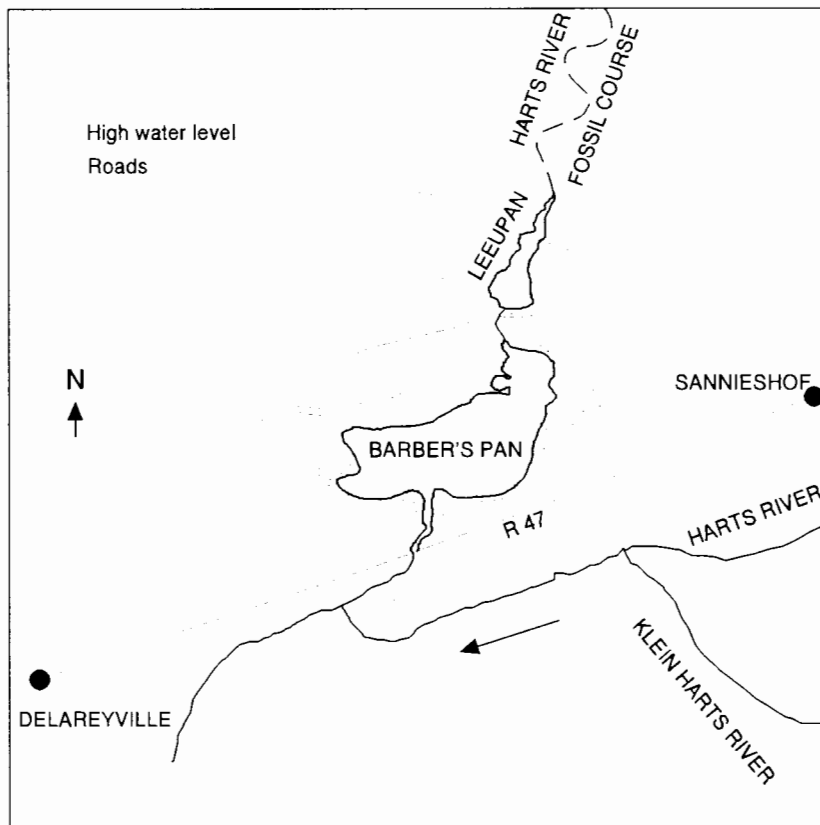 HARTS RIVER
FOSSIL COURSE
High water level
Roads
LEEUPAN
N
SANNIESHOF
BARBER'S PAN
R 47
HARTS RIVER
KLEIN HARTS RIVER
DELAREYVILLE